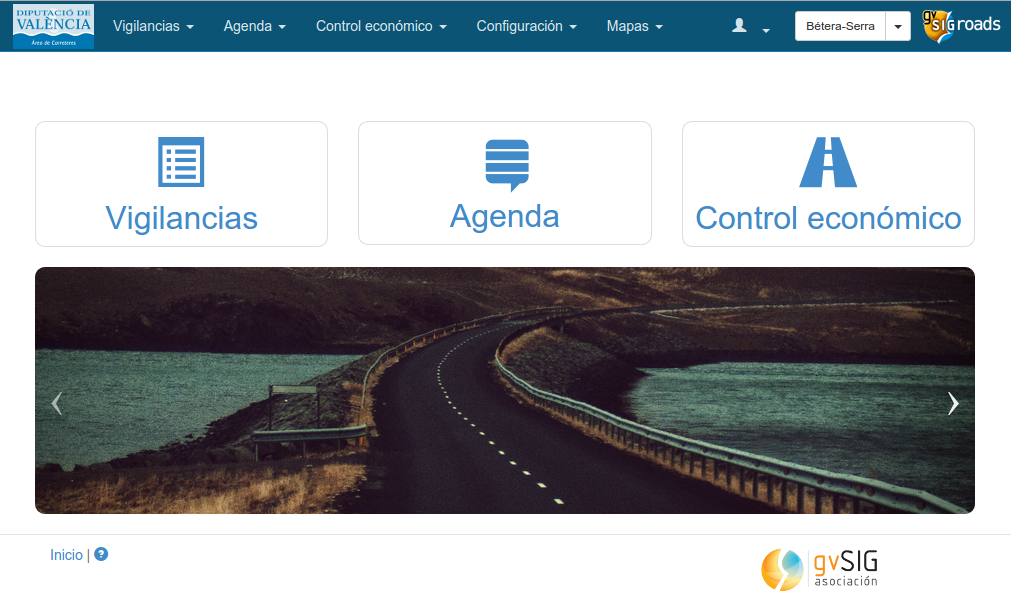 DIPUTACIÓ DE
VALÈNCIA
Àrea de Carreteres
Vigilancias
Agenda
Control económico
Configuración
Mapas
Bétera-Serra
gvSIG roads
Vigilancias
Agenda
Control económico
Inicio | ?
gvSIG
asociación